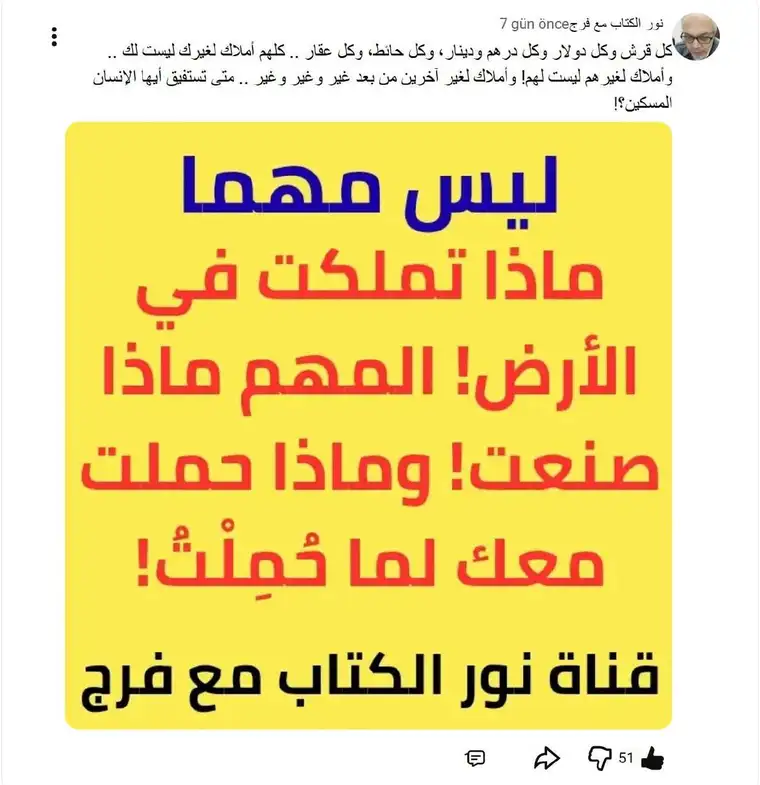 نور الكتاب مع فرج 7 gün önce
كل قرش وكل دولار وكل درهم ودينار، وكل حائط، وكل عقار .. كلهم أملاك لغيرك ليست لك ..
وأملاك لغيرهم ليست لهم! وأملاك لغير آخرين من بعد غير وغير وغير .. متى تستفيق أيها الإنسان
المسكين؟!
ليس مهما
ماذا تملكت في
الأرض! المهم ماذا
صنعت! وماذا حملت
معك لما حُمِلْتُ!
قناة نور الكتاب مع فرج
51